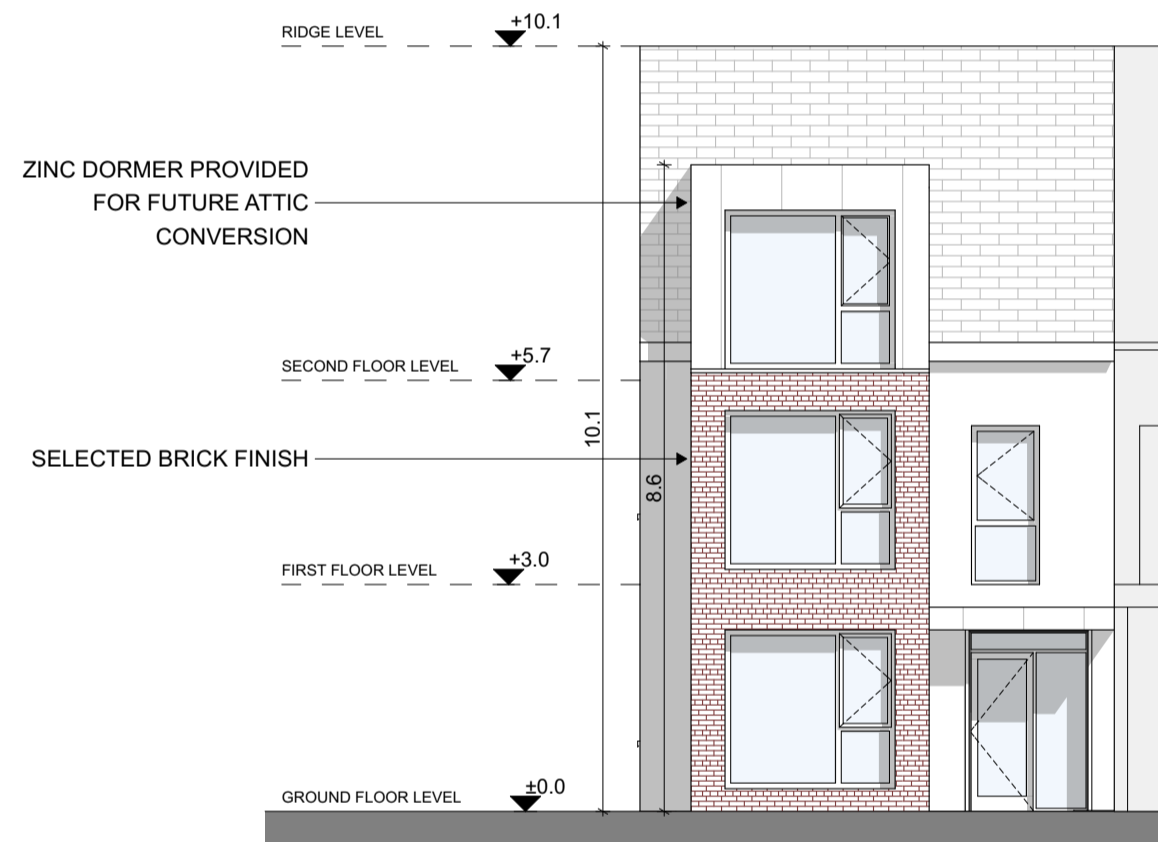 RIDGE LEVEL
+10.1
ZINC DORMER PROVIDED
FOR FUTURE ATTIC
CONVERSION
SECOND FLOOR LEVEL
+5.7
10.1
SELECTED BRICK FINISH
8.6
FIRST FLOOR LEVEL
+3.0
GROUND FLOOR LEVEL
±0.0